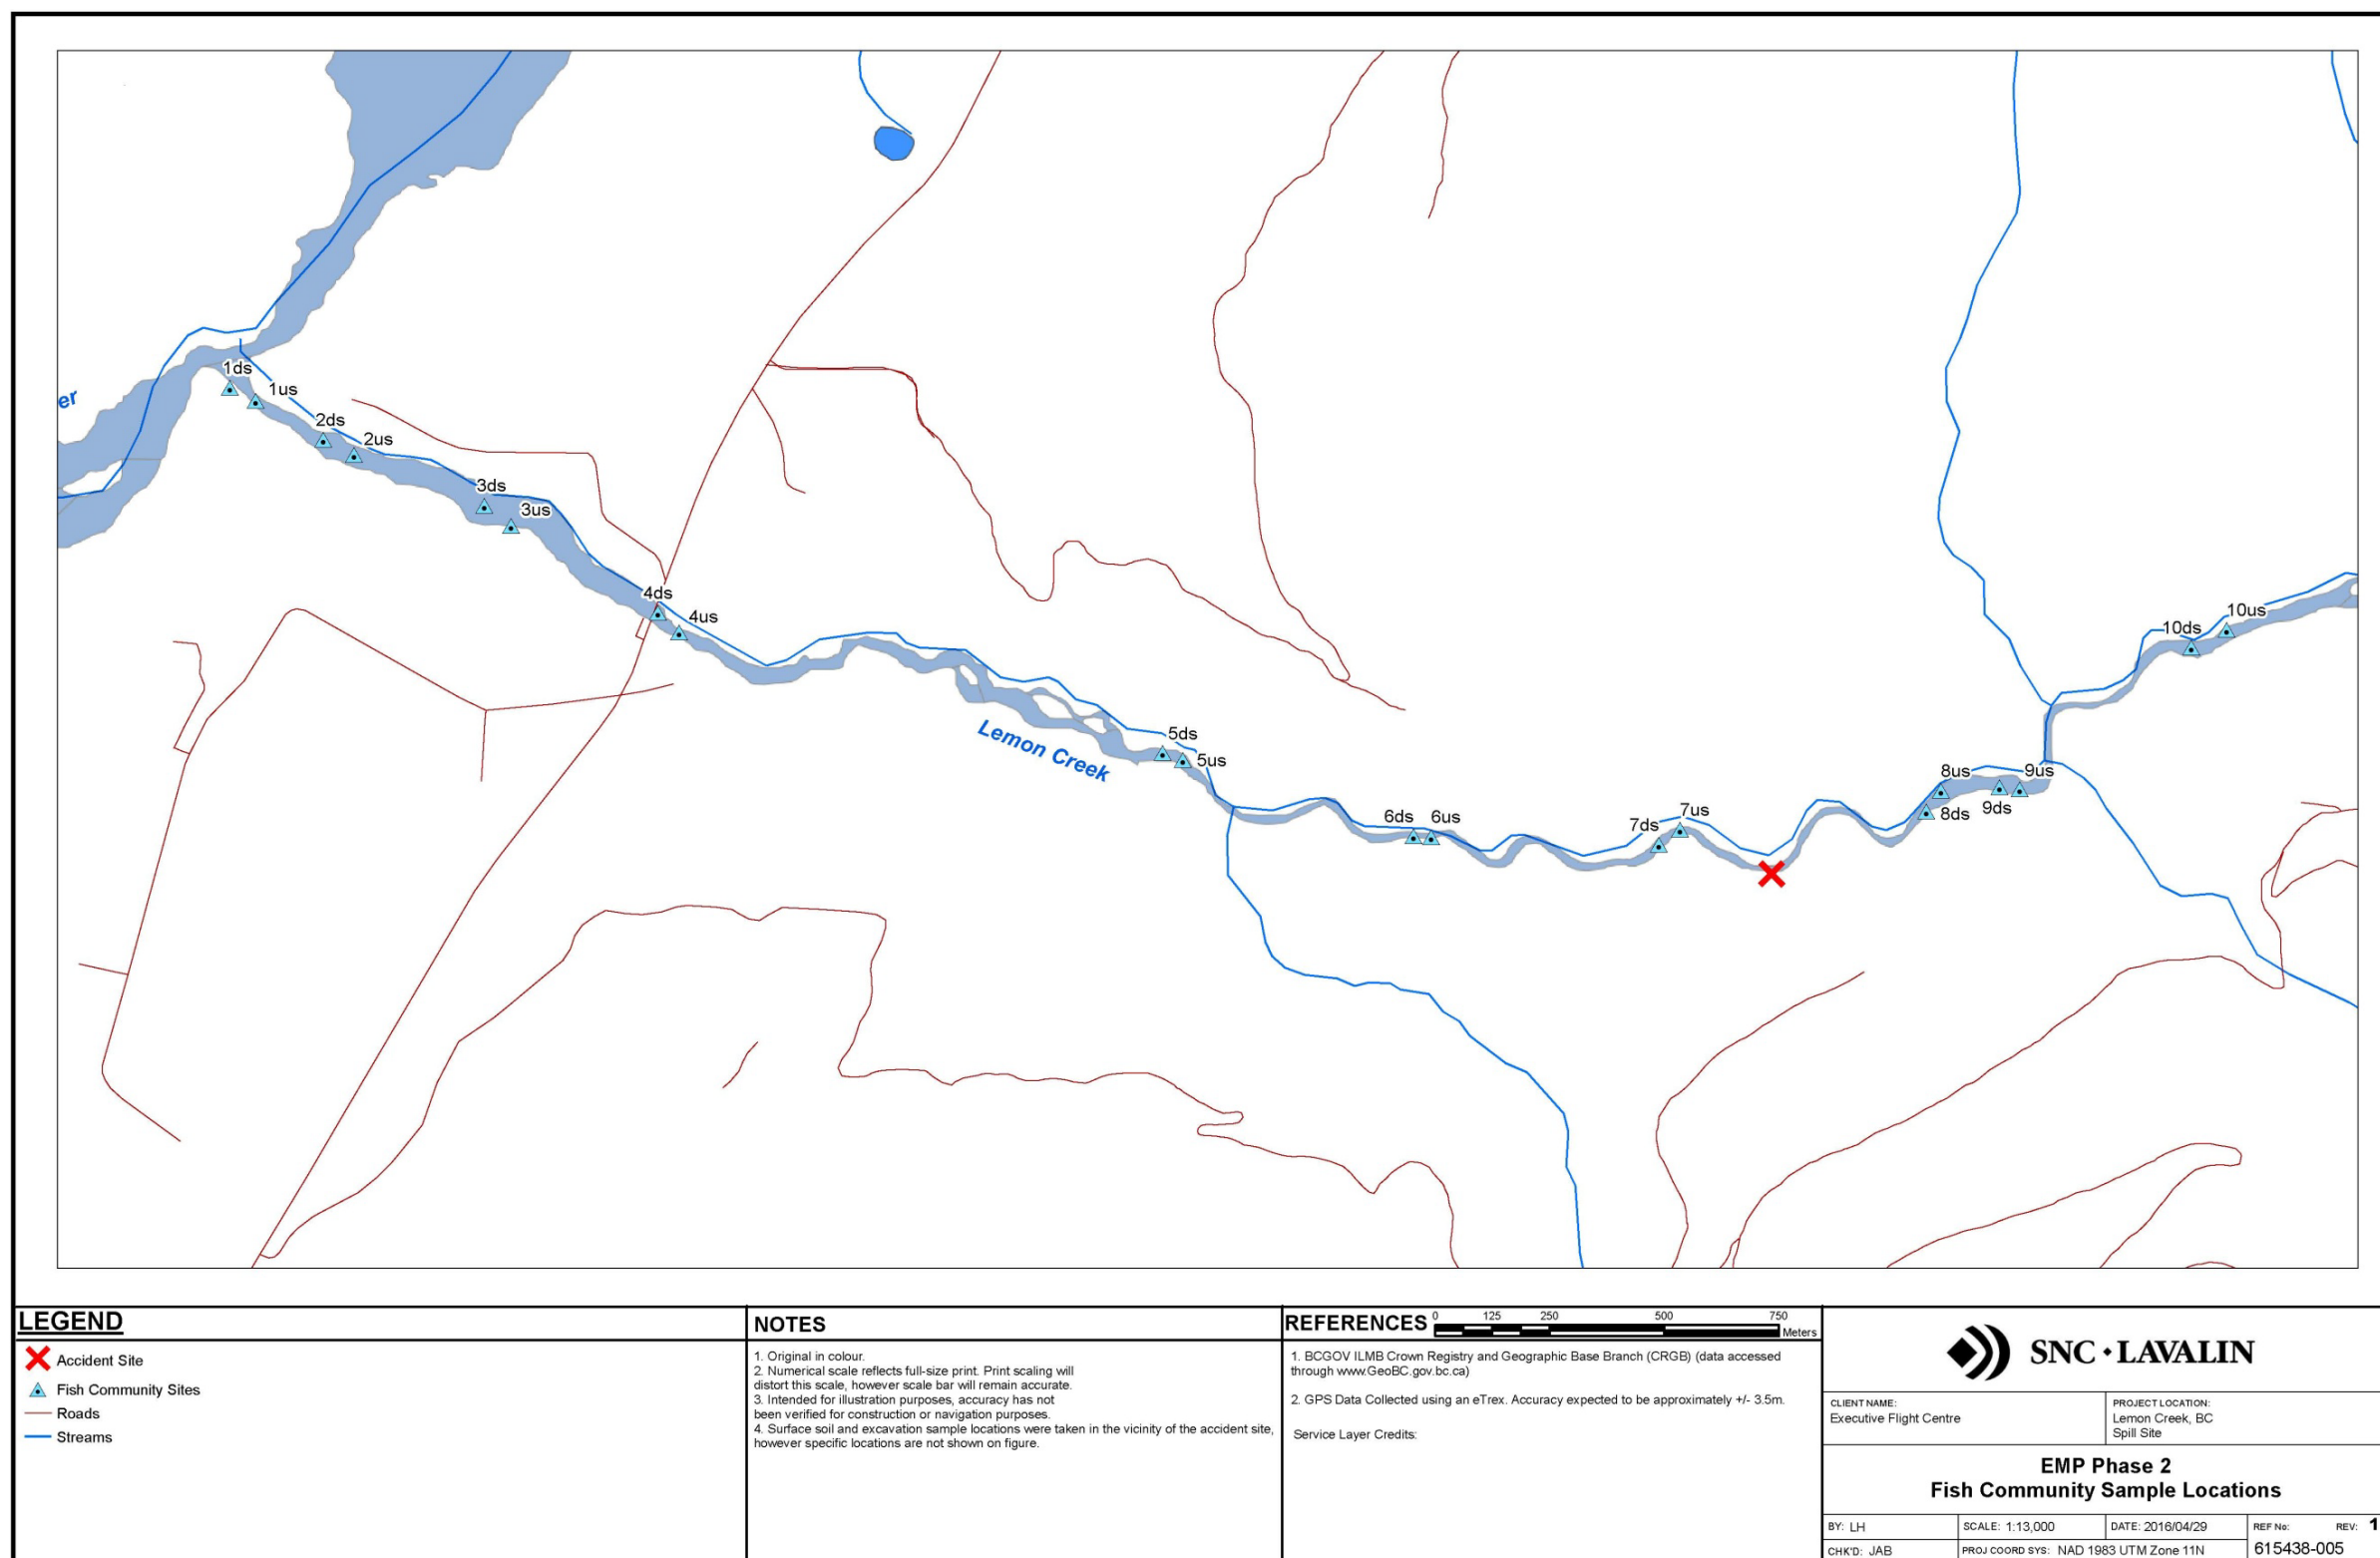 er
1ds
1us
2ds
2us
3ds
3us
4ds
4us
Lemon Creek
5ds
5us
6ds
6us
7ds
7us
8us
8ds
9ds
9us
10ds
10us
LEGEND
Accident Site
Fish Community Sites
Roads
Streams
NOTES
1. Original in colour.
2. Numerical scale reflects full-size print. Print scaling will
distort this scale, however scale bar will remain accurate.
3. Intended for illustration purposes, accuracy has not
been verified for construction or navigation purposes.
4. Surface soil and excavation sample locations were taken in the vicinity of the accident site,
however specific locations are not shown on figure.
REFERENCES
0 125 250 500 750
Meters
1. BCGOV ILMB Crown Registry and Geographic Base Branch (CRGB) (data accessed
through www.GeoBC.gov.bc.ca)
2. GPS Data Collected using an eTrex. Accuracy expected to be approximately +/- 3.5m.
Service Layer Credits:
SNC • LAVALIN
CLIENT NAME:
Executive Flight Centre
PROJECT LOCATION:
Lemon Creek, BC
Spill Site
EMP Phase 2
Fish Community Sample Locations
BY: LH
SCALE: 1:13,000
DATE: 2016/04/29
REF No:
REV: 1
CHK'D: JAB
PROJ COORD SYS: NAD 1983 UTM Zone 11N
615438-005